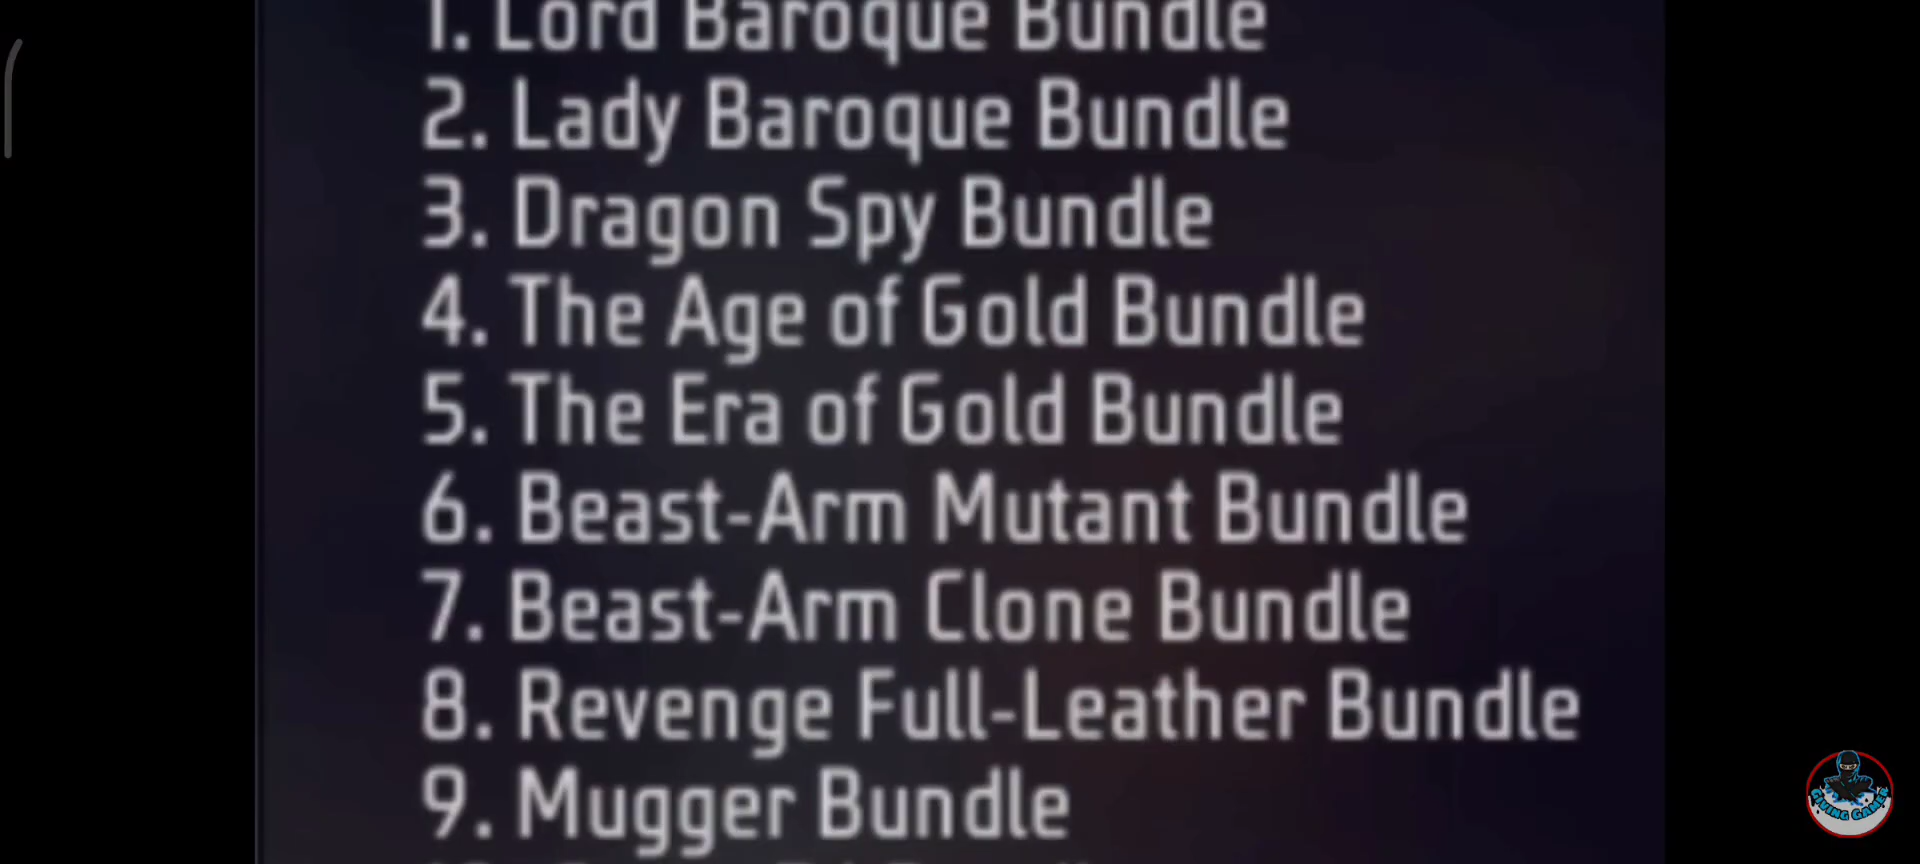 1. Lord Baroque Bundle
2. Lady Baroque Bundle
3. Dragon Spy Bundle
4. The Age of Gold Bundle
5. The Era of Gold Bundle
6. Beast-Arm Mutant Bundle
7. Beast-Arm Clone Bundle
8. Revenge Full-Leather Bundle
9. Mugger Bundle
GIVING GAMER